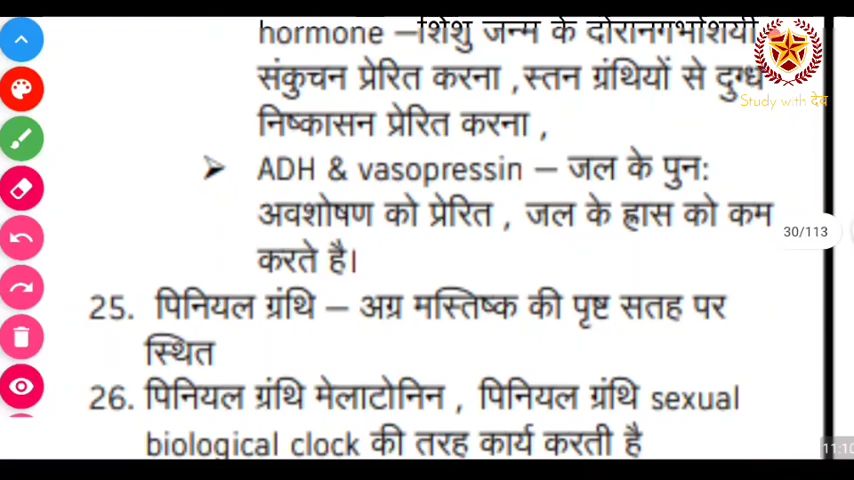 hormone –शिशु जन्म के दोरानगर्भाशयी
संकुचन प्रेरित करना ,स्तन ग्रंथियों से दुग्ध
Study with देव
निष्कासन प्रेरित करना ,
➢ ADH & vasopressin – जल के पुन:
अवशोषण को प्रेरित , जल के ह्रास को कम
30/113
करते है।
25. पिनियल ग्रंथि – अग्र मस्तिष्क की पृष्ट सतह पर
स्थित
26. पिनियल ग्रंथि मेलाटोनिन , पिनियल ग्रंथि sexual
biological clock की तरह कार्य करती है
11:10